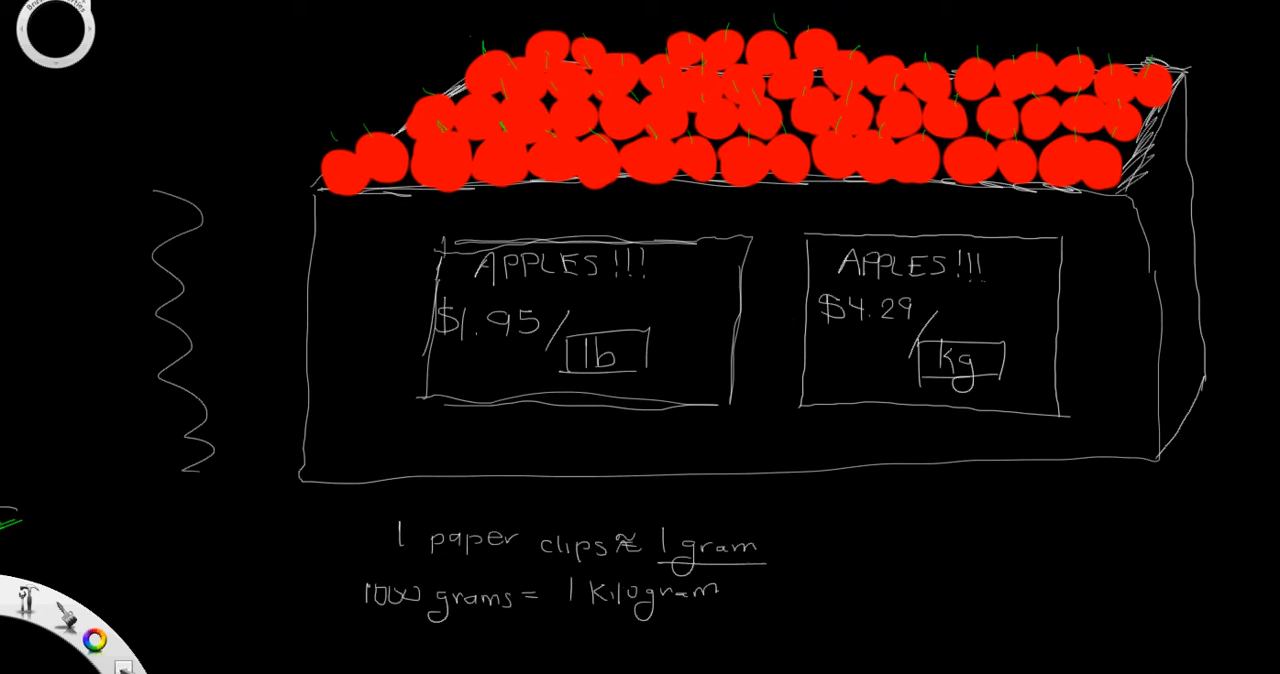 APPLES!!!
$1.95/lb
APPLES!!!
$4.29/kg
1 paper clips ≈ 1 gram
1000 grams = 1 kilogram